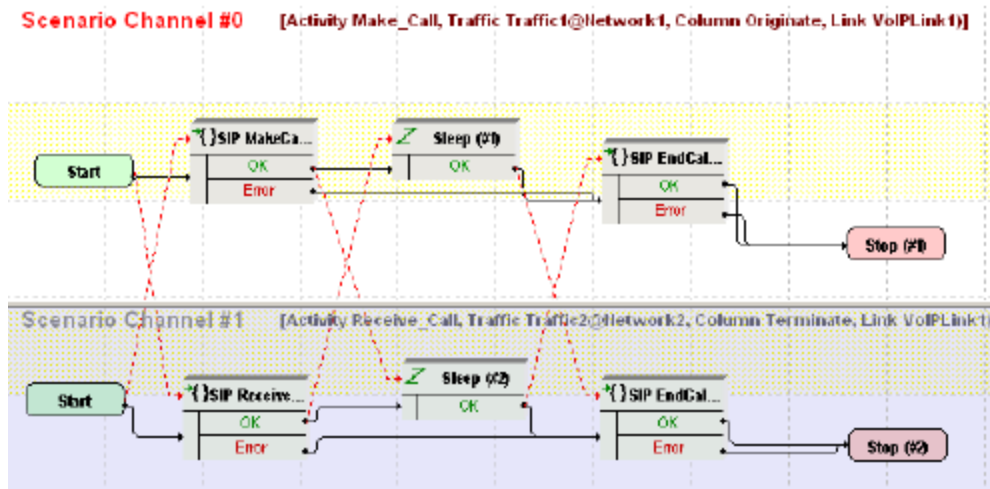 Scenario Channel #0 [Activity Make_Call, Traffic Traffic1@Network1, Column Originate, Link VoIPLink1)]
{}SIP MakeCa...
OK
Error
Sleep (#1)
OK
{}SIP EndCal...
OK
Error
Start
Stop (#1)
Scenario Channel #1 [Activity Receive_Call, Traffic Traffic2@Network2, Column Terminate, Link VoIPLink1)
Start
{}SIP Receive...
OK
Error
Sleep (#2)
OK
{}SIP EndCal...
OK
Error
Stop (#2)